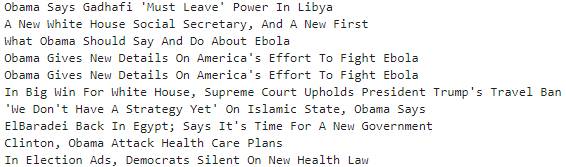 Obama Says Gadhafi 'Must Leave' Power In Libya
A New White House Social Secretary, And A New First
What Obama Should Say And Do About Ebola
Obama Gives New Details On America's Effort To Fight Ebola
Obama Gives New Details On America's Effort To Fight Ebola
In Big Win For White House, Supreme Court Upholds President Trump's Travel Ban
'We Don't Have A Strategy Yet' On Islamic State, Obama Says
ElBaradei Back In Egypt; Says It's Time For A New Government
Clinton, Obama Attack Health Care Plans
In Election Ads, Democrats Silent On New Health Law